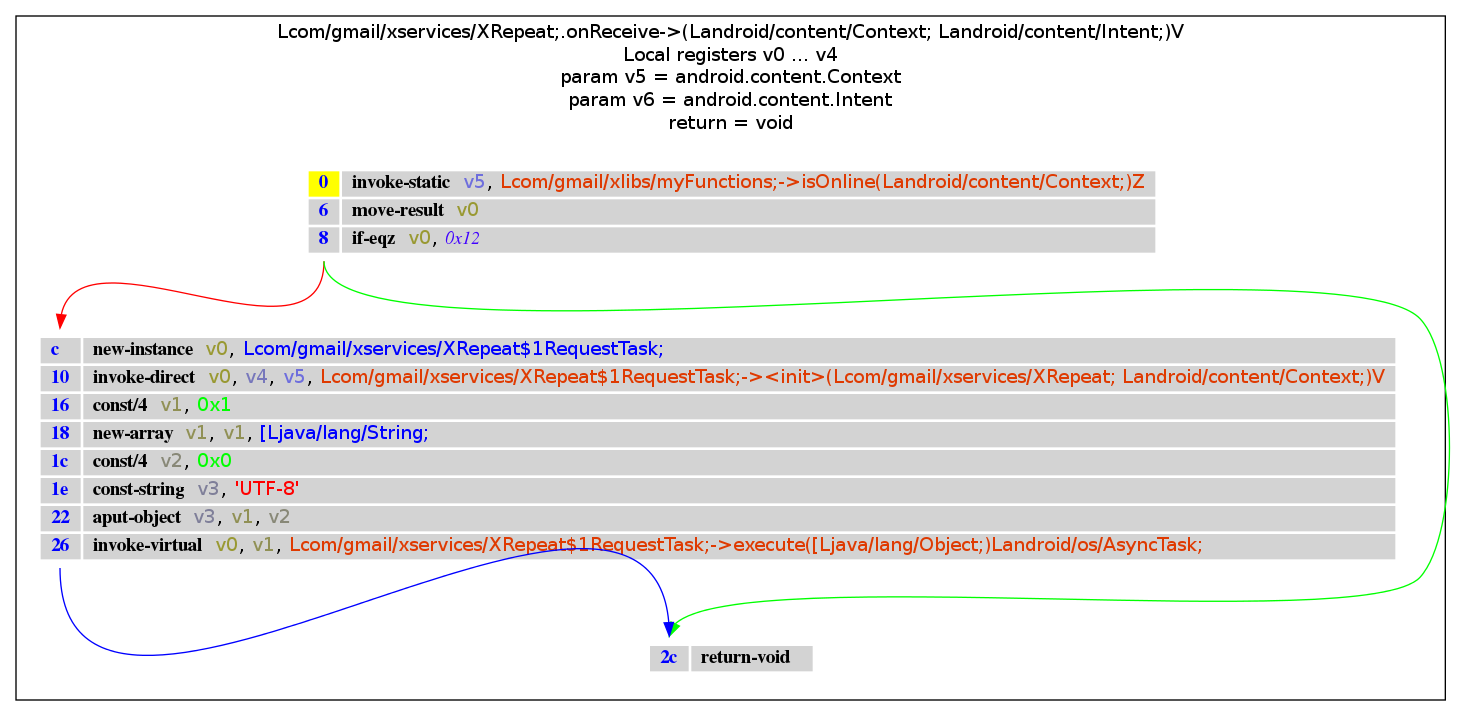 Lcom/gmail/xservices/XRepeat;.onReceive->(Landroid/content/Context; Landroid/content/Intent;)V
Local registers v0 ... v4
param v5 = android.content.Context
param v6 = android.content.Intent
return = void
0 invoke-static v5, Lcom/gmail/xlibs/myFunctions;->isOnline(Landroid/content/Context;)Z
6 move-result v0
8 if-eqz v0, 0x12
c new-instance v0, Lcom/gmail/xservices/XRepeat$1RequestTask;
10 invoke-direct v0, v4, v5, Lcom/gmail/xservices/XRepeat$1RequestTask;-><init>(Lcom/gmail/xservices/XRepeat; Landroid/content/Context;)V
16 const/4 v1, 0x1
18 new-array v1, v1, [Ljava/lang/String;
1c const/4 v2, 0x0
1e const-string v3, 'UTF-8'
22 aput-object v3, v1, v2
26 invoke-virtual v0, v1, Lcom/gmail/xservices/XRepeat$1RequestTask;->execute([Ljava/lang/Object;)Landroid/os/AsyncTask;
2c return-void